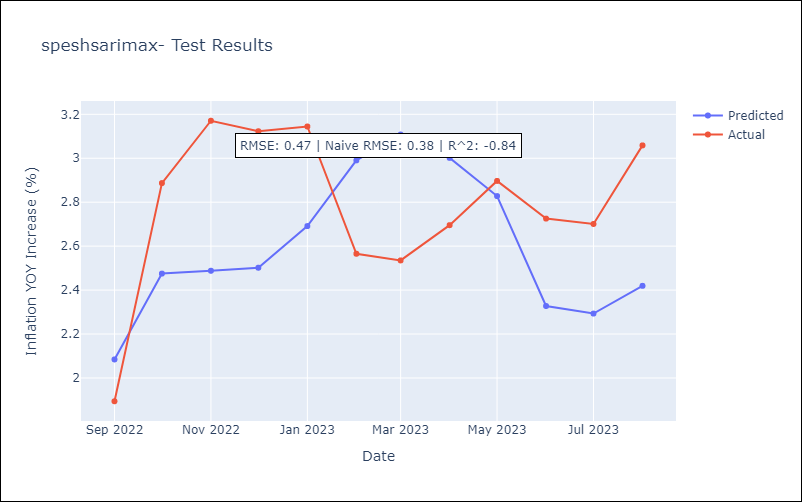 speshsarimax- Test Results
Predicted
Actual
RMSE: 0.47 | Naive RMSE: 0.38 | R^2: -0.84
Inflation YOY Increase (%)
3.2
3
2.8
2.6
2.4
2.2
2
Sep 2022 Nov 2022 Jan 2023 Mar 2023 May 2023 Jul 2023
Date